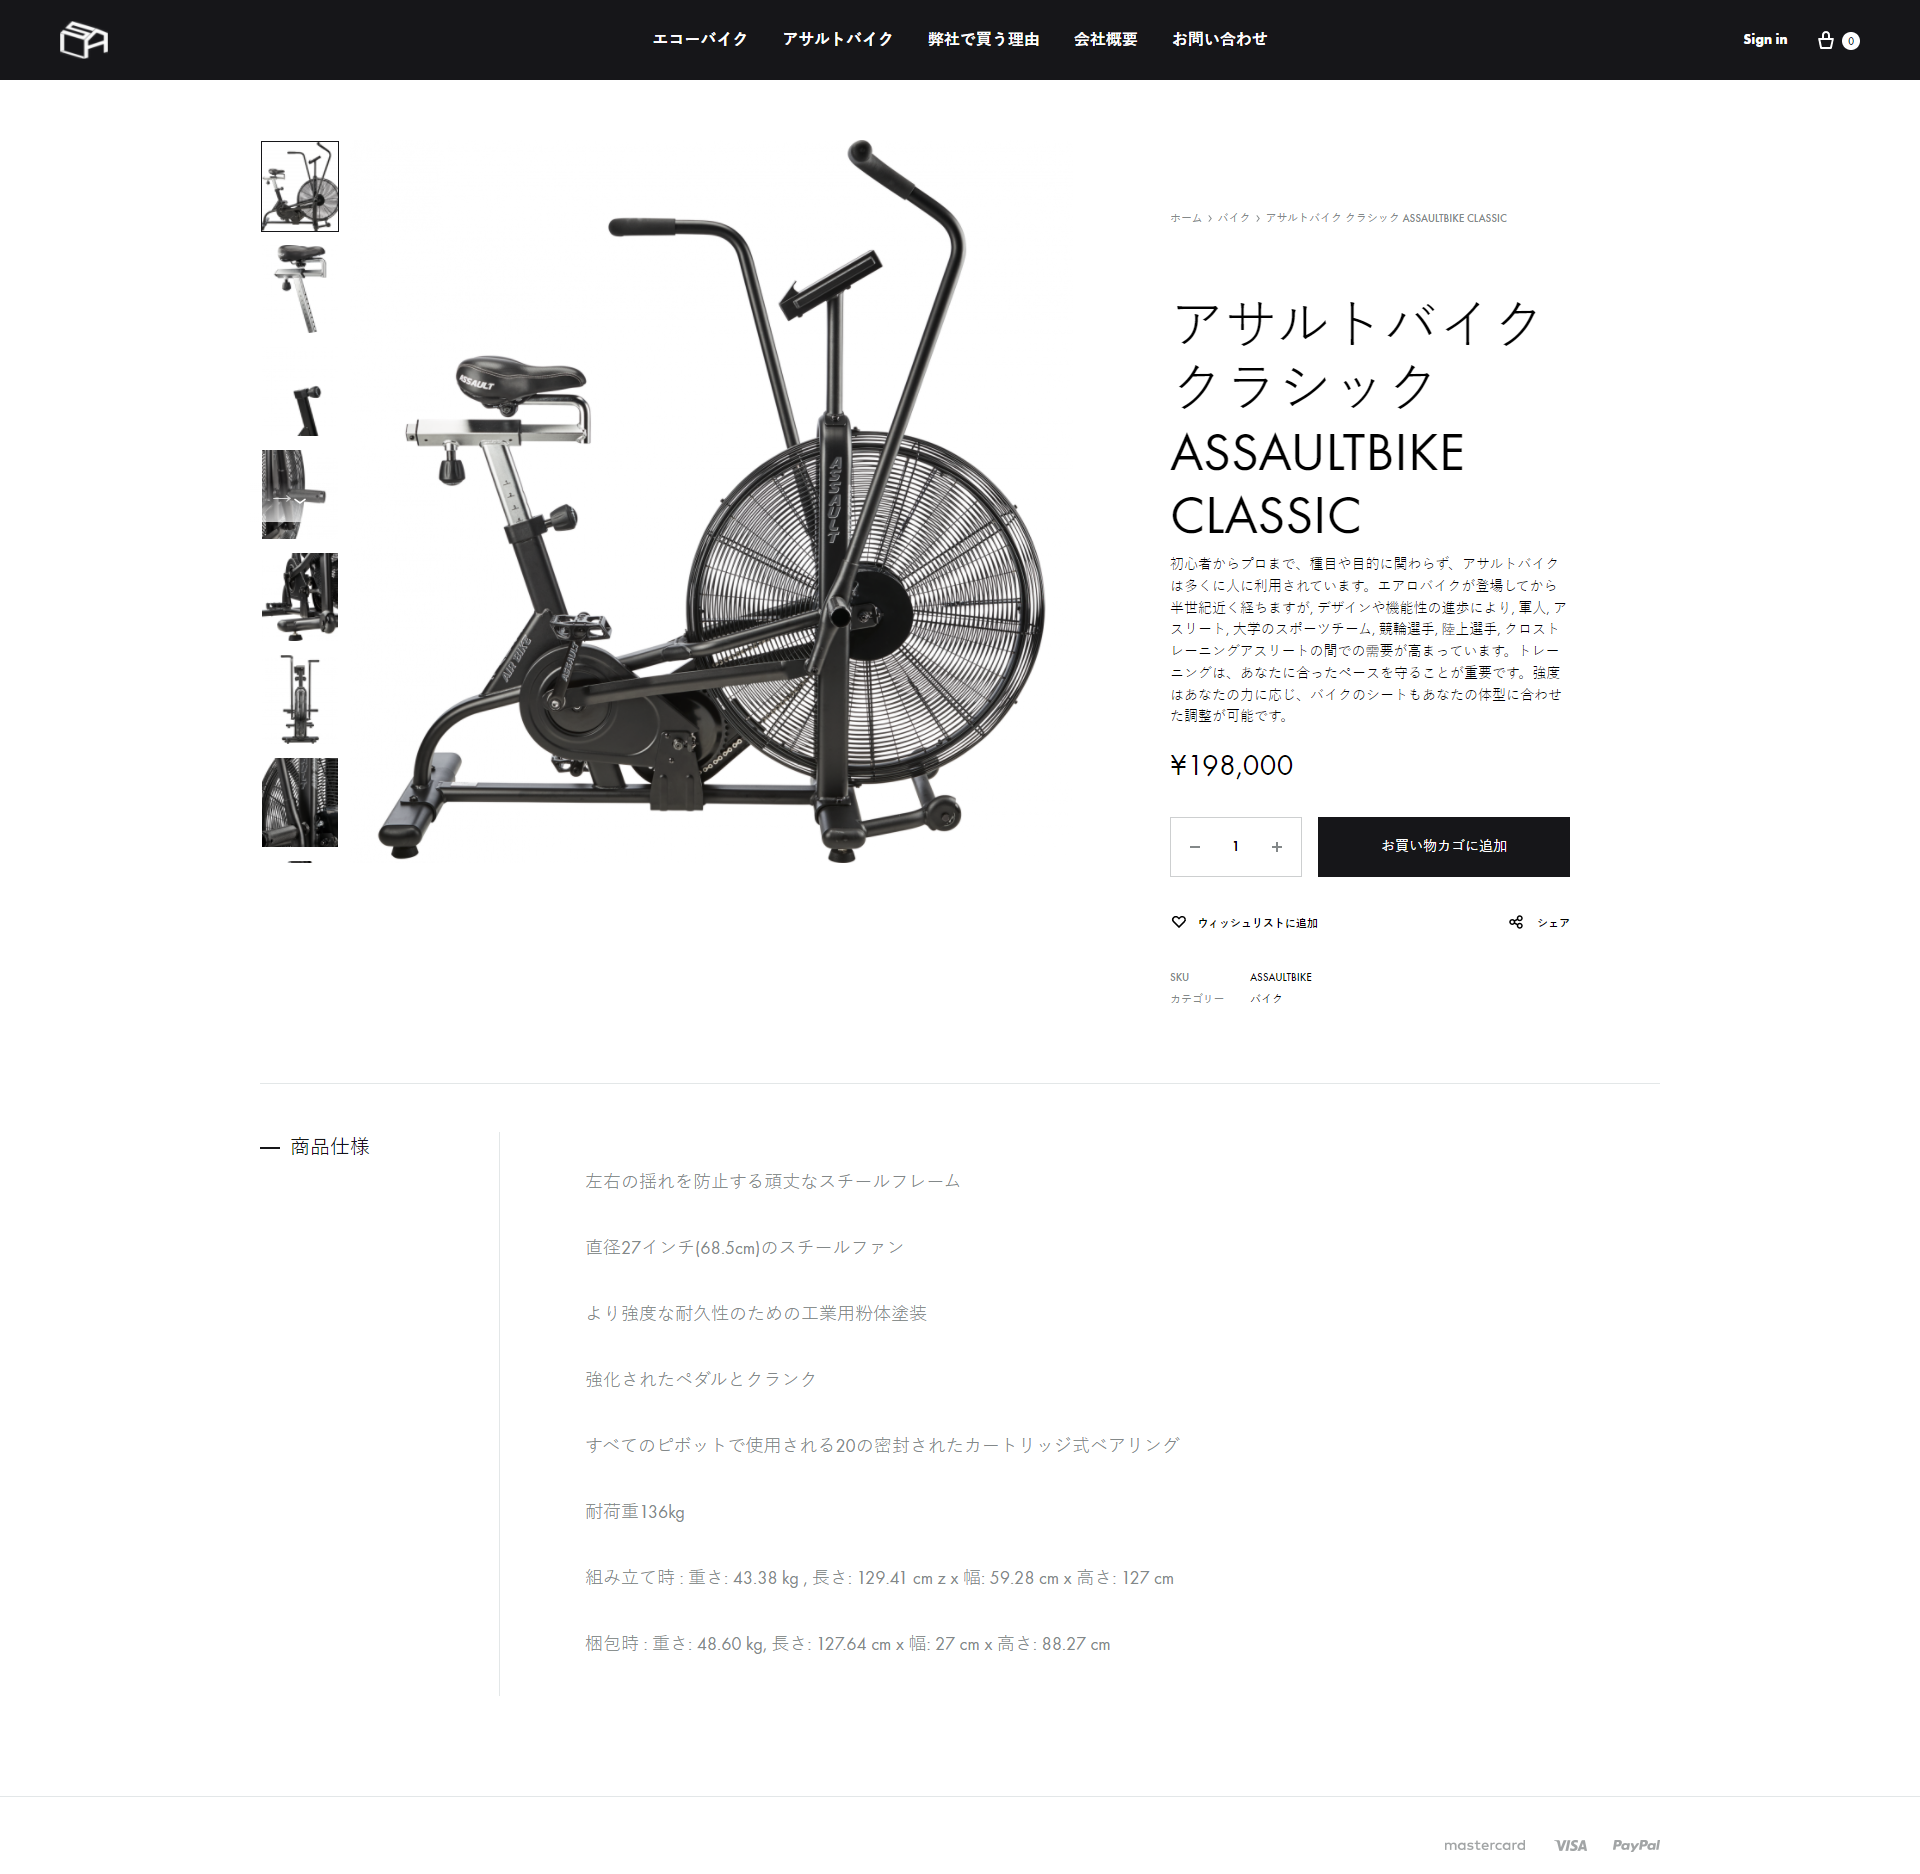 エコーバイク アサルトバイク 弊社で買う理由 会社概要 お問い合わせ
Sign in 0
ホーム › バイク › アサルトバイク クラシック ASSAULTBIKE CLASSIC
アサルトバイク
クラシック
ASSAULTBIKE
CLASSIC
初心者からプロまで、種目や目的に関わらず、アサルトバイク
は多くに人に利用されています。エアロバイクが登場してから
半世紀近く経ちますが, デザインや機能性の進歩により, 軍人, ア
スリート, 大学のスポーツチーム, 競輪選手, 陸上選手, クロスト
レーニングアスリートの間での需要が高まっています。トレー
ニングは、あなたに合ったペースを守ることが重要です。強度
はあなたの力に応じ、バイクのシートもあなたの体型に合わせ
た調整が可能です。
¥198,000
− 1 +
お買い物カゴに追加
ウィッシュリストに追加
シェア
SKU ASSAULTBIKE
カテゴリー バイク
ASSAULT
ASSAULT
AIR BIKE
ASSAULT
商品仕様
左右の揺れを防止する頑丈なスチールフレーム
直径27インチ(68.5cm)のスチールファン
より強度な耐久性のための工業用粉体塗装
強化されたペダルとクランク
すべてのピボットで使用される20の密封されたカートリッジ式ベアリング
耐荷重136kg
組み立て時 : 重さ: 43.38 kg , 長さ: 129.41 cm z x 幅: 59.28 cm x 高さ: 127 cm
梱包時 : 重さ: 48.60 kg, 長さ: 127.64 cm x 幅: 27 cm x 高さ: 88.27 cm
mastercard VISA PayPal